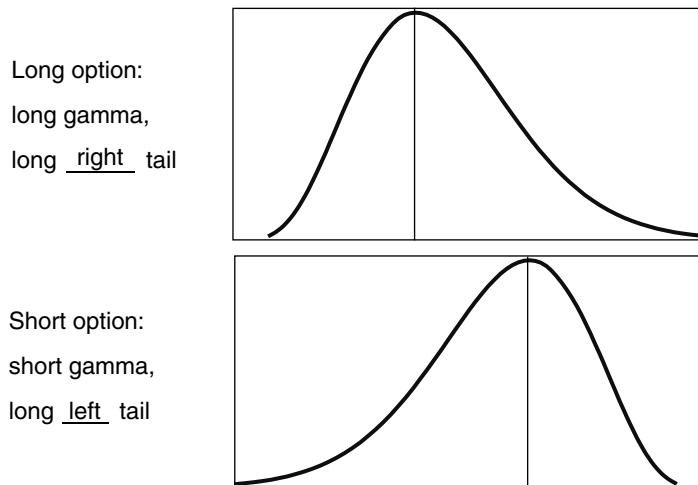 Long option:
long gamma,
long right tail
Short option:
short gamma,
long left tail